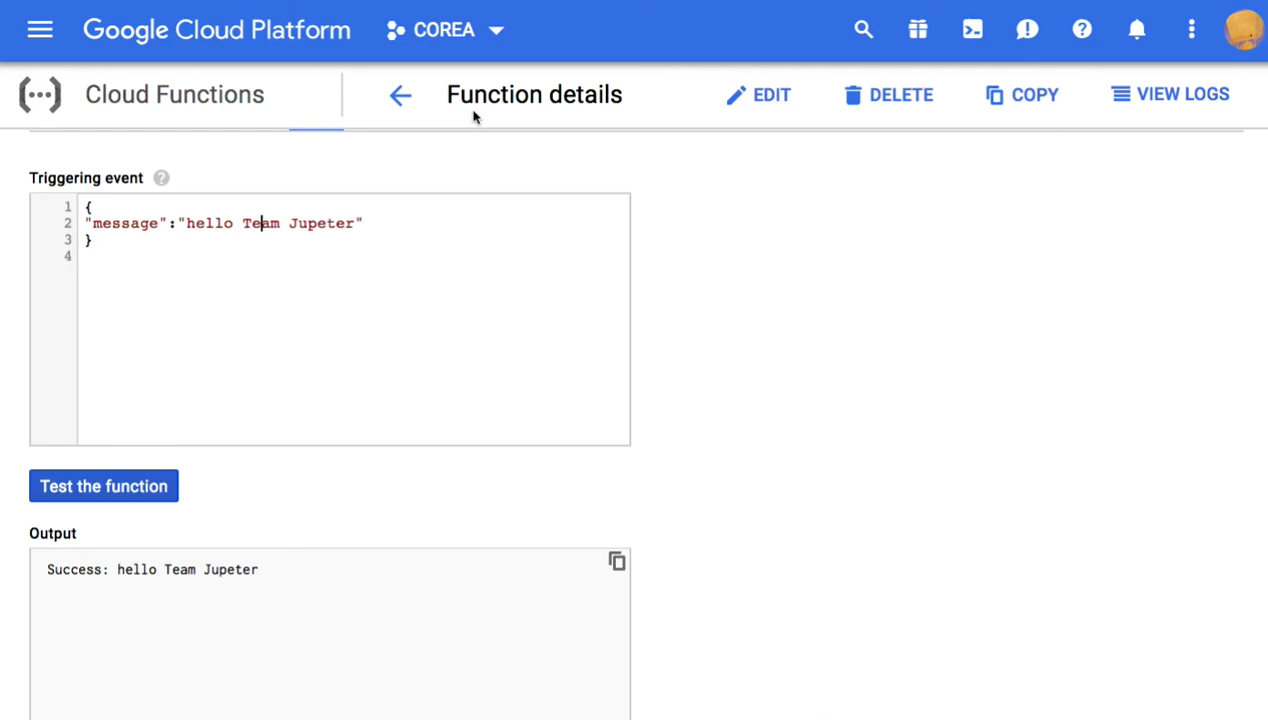 Google Cloud Platform COREA
Cloud Functions Function details EDIT DELETE COPY VIEW LOGS
Triggering event ?
1 {
2 "message":"hello Team Jupeter"
3 }
4
Test the function
Output
Success: hello Team Jupeter